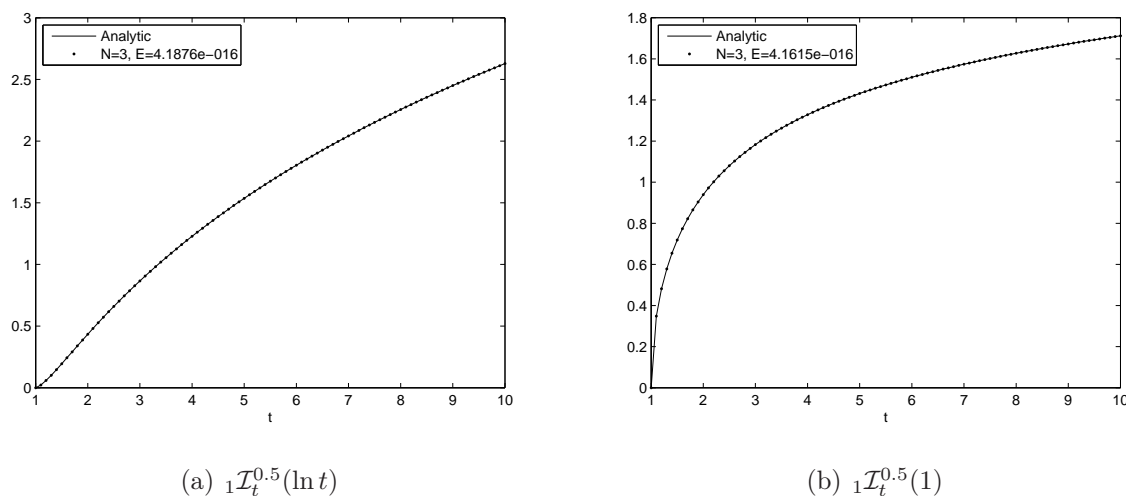 3
2.5
2
1.5
1
0.5
0
1 2 3 4 5 6 7 8 9 10
t
Analytic
N=3, E=4.1876e−016
(a) ₁𝓘ₜ^{0.5}(ln t)
1.8
1.6
1.4
1.2
1
0.8
0.6
0.4
0.2
0
1 2 3 4 5 6 7 8 9 10
t
Analytic
N=3, E=4.1615e−016
(b) ₁𝓘ₜ^{0.5}(1)